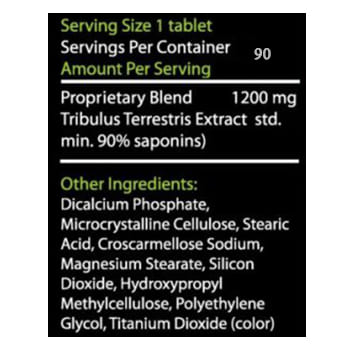 Serving Size 1 tablet
Servings Per Container 90
Amount Per Serving
Proprietary Blend 1200 mg
Tribulus Terrestris Extract std.
min. 90% saponins)
Other Ingredients:
Dicalcium Phosphate,
Microcrystalline Cellulose, Stearic
Acid, Croscarmellose Sodium,
Magnesium Stearate, Silicon
Dioxide, Hydroxypropyl
Methylcellulose, Polyethylene
Glycol, Titanium Dioxide (color)